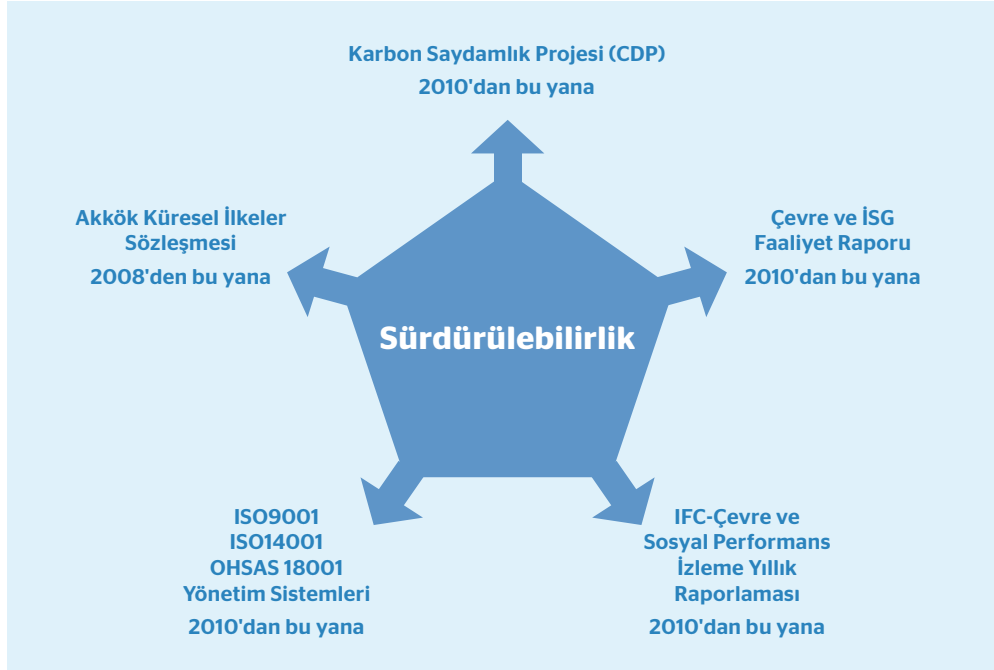 Karbon Saydamlık Projesi (CDP)
2010'dan bu yana
Akkök Küresel İlkeler
Sözleşmesi
2008'den bu yana
Çevre ve İSG
Faaliyet Raporu
2010'dan bu yana
Sürdürülebilirlik
ISO9001
ISO14001
OHSAS 18001
Yönetim Sistemleri
2010'dan bu yana
IFC-Çevre ve
Sosyal Performans
İzleme Yıllık
Raporlaması
2010'dan bu yana